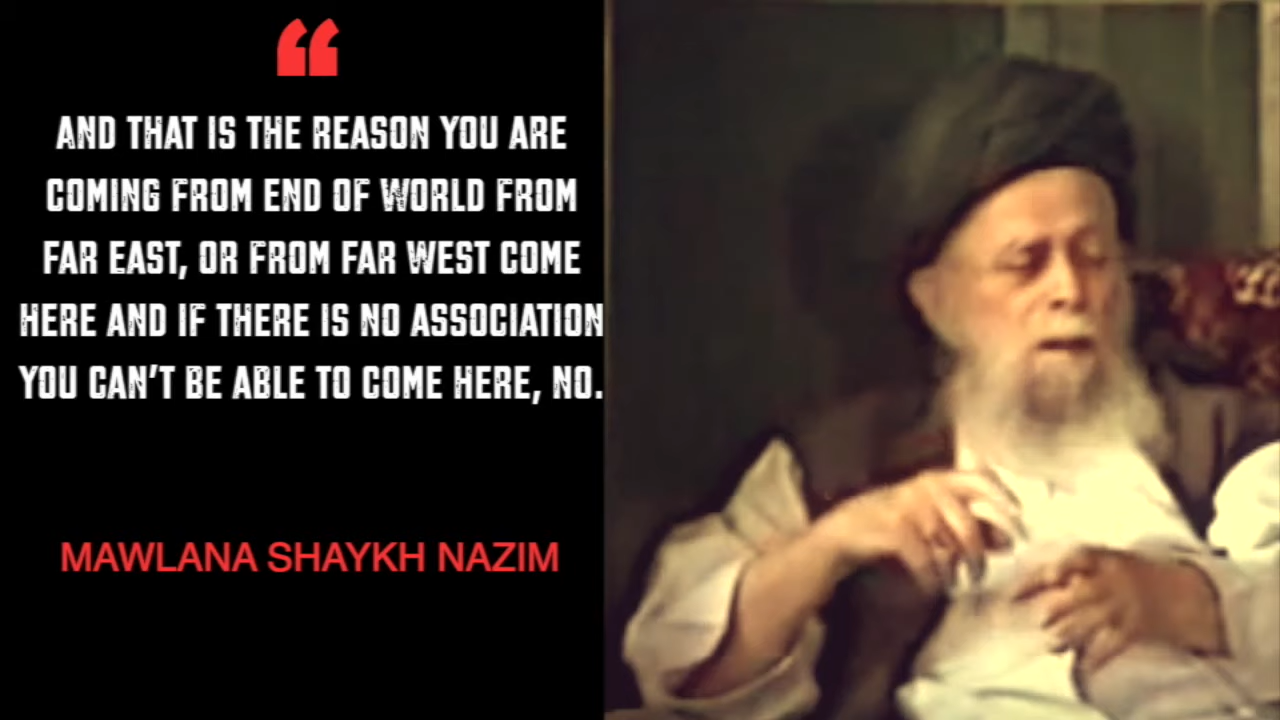 “
AND THAT IS THE REASON YOU ARE
COMING FROM END OF WORLD FROM
FAR EAST, OR FROM FAR WEST COME
HERE AND IF THERE IS NO ASSOCIATION
YOU CAN'T BE ABLE TO COME HERE, NO.
MAWLANA SHAYKH NAZIM